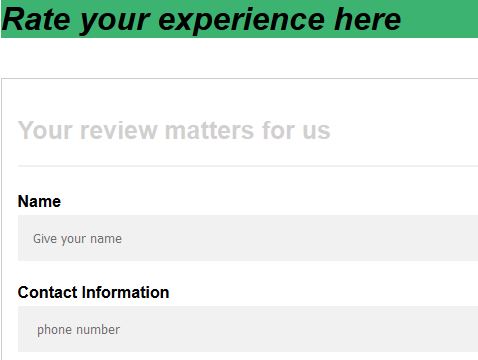 Rate your experience here
Your review matters for us
Name
Give your name
Contact Information
phone number